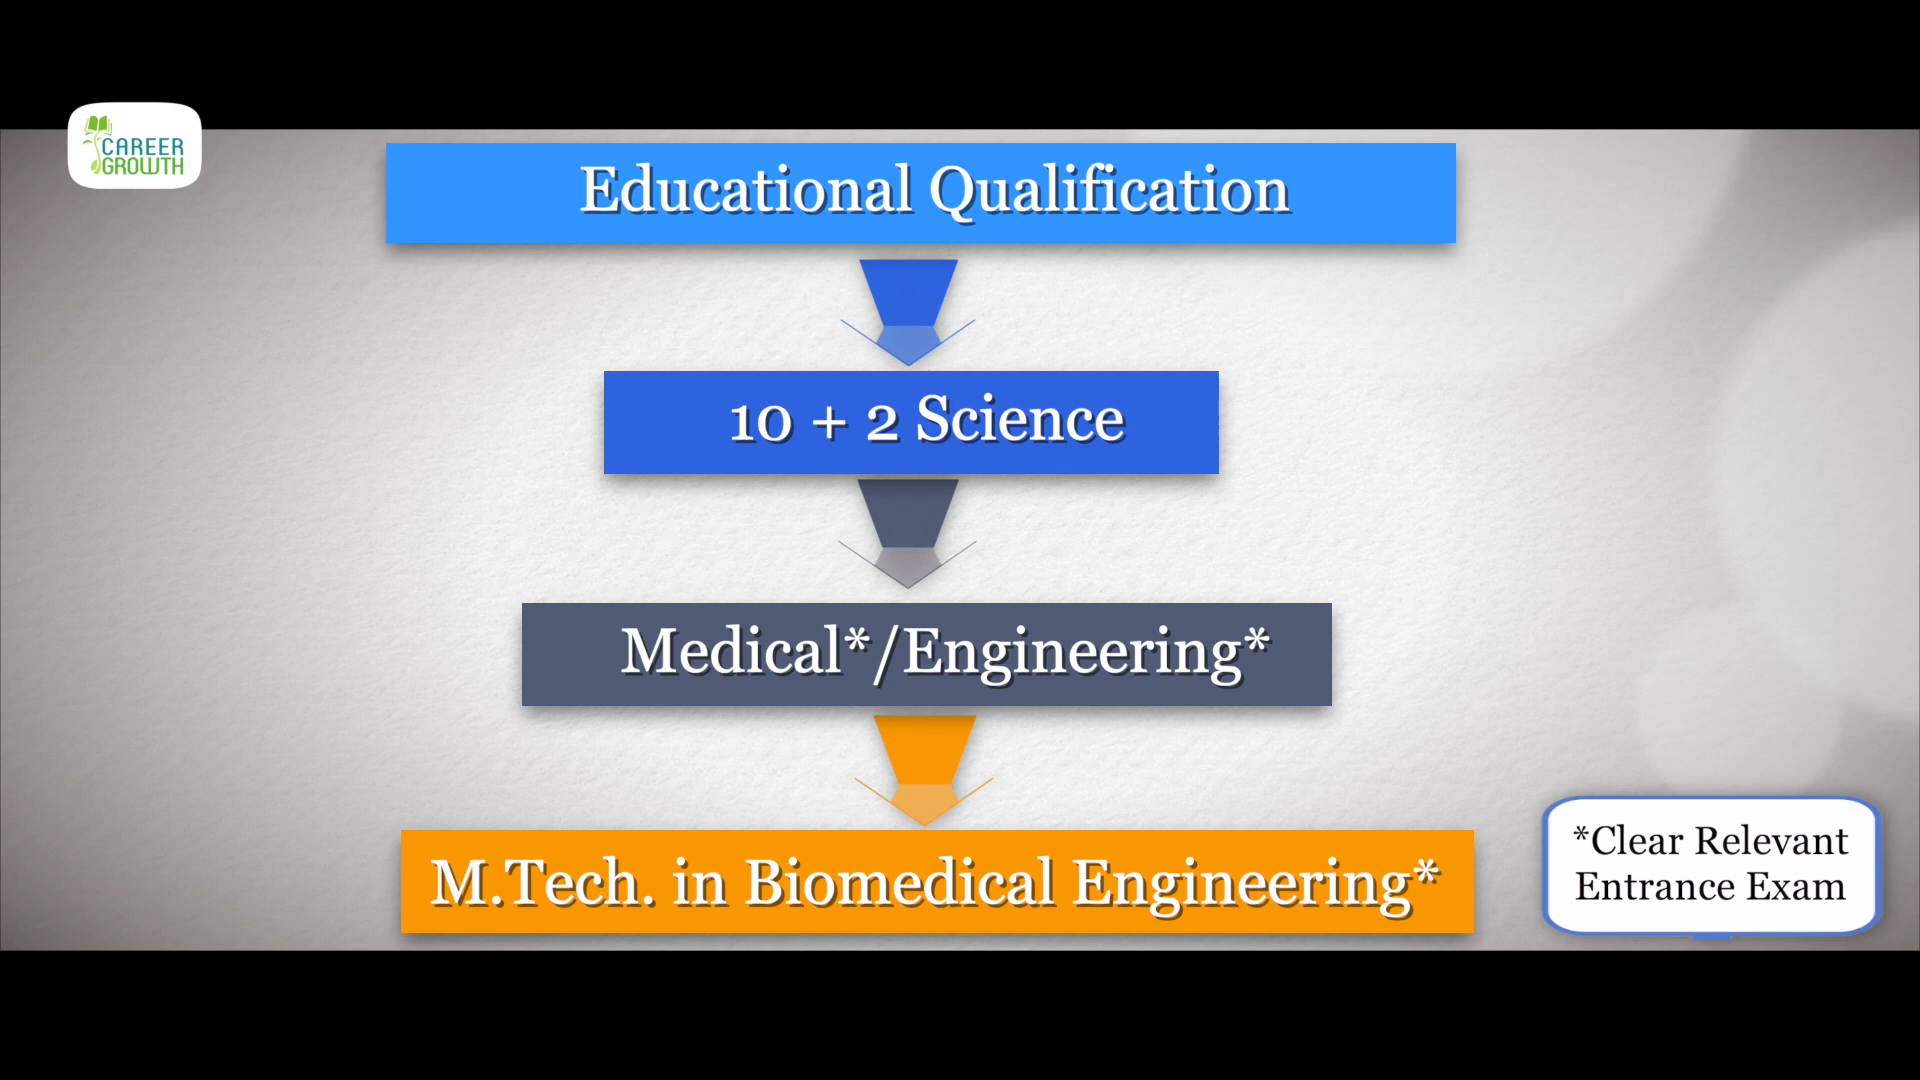 CAREER
GROWTH
Educational Qualification
10 + 2 Science
Medical*/Engineering*
M.Tech. in Biomedical Engineering*
*Clear Relevant
Entrance Exam